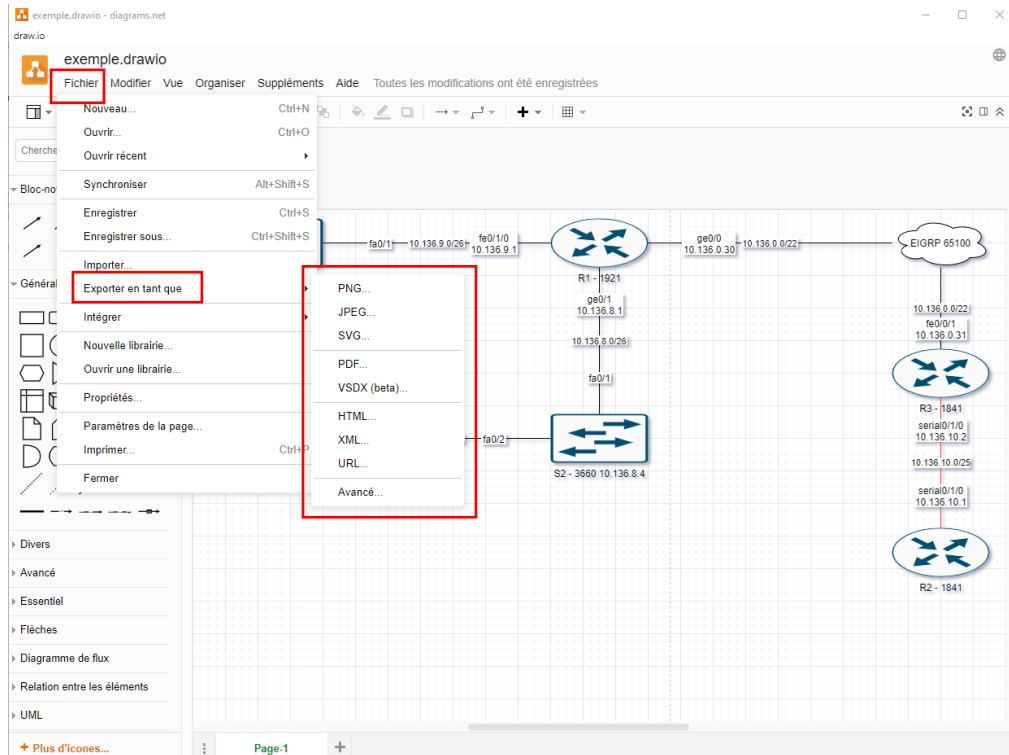 exemple.drawio - diagrams.net
draw.io
exemple.drawio
Fichier Modifier Vue Organiser Suppléments Aide Toutes les modifications ont été enregistrées
Nouveau... Ctrl+N
Ouvrir... Ctrl+O
Ouvrir récent
Synchroniser Alt+Shift+S
Enregistrer Ctrl+S
Enregistrer sous... Ctrl+Shift+S
Importer...
Exporter en tant que
Intégrer
Nouvelle librairie...
Ouvrir une librairie...
Propriétés...
Paramètres de la page...
Imprimer... Ctrl+P
Fermer
PNG...
JPEG...
SVG...
PDF...
VSDX (beta)...
HTML...
XML...
URL...
Avancé...
Cherche
Bloc-no
Général
Divers
Avancé
Essentiel
Flèches
Diagramme de flux
Relation entre les éléments
UML
+ Plus d'icones...
Page-1
fa0/1
10.136.9.0/26
fe0/1/0
10.136.9.1
R1 - 1921
ge0/0
10.136.0.30
10.136.0.0/22
EIGRP 65100
ge0/1
10.136.8.1
10.136.8.0/26
fa0/1
fa0/2
S2 - 3660 10.136.8.4
10.136.0.0/22
fe0/0/1
10.136.0.31
R3 - 1841
serial0/1/0
10.136.10.2
10.136.10.0/25
serial0/1/0
10.136.10.1
R2 - 1841